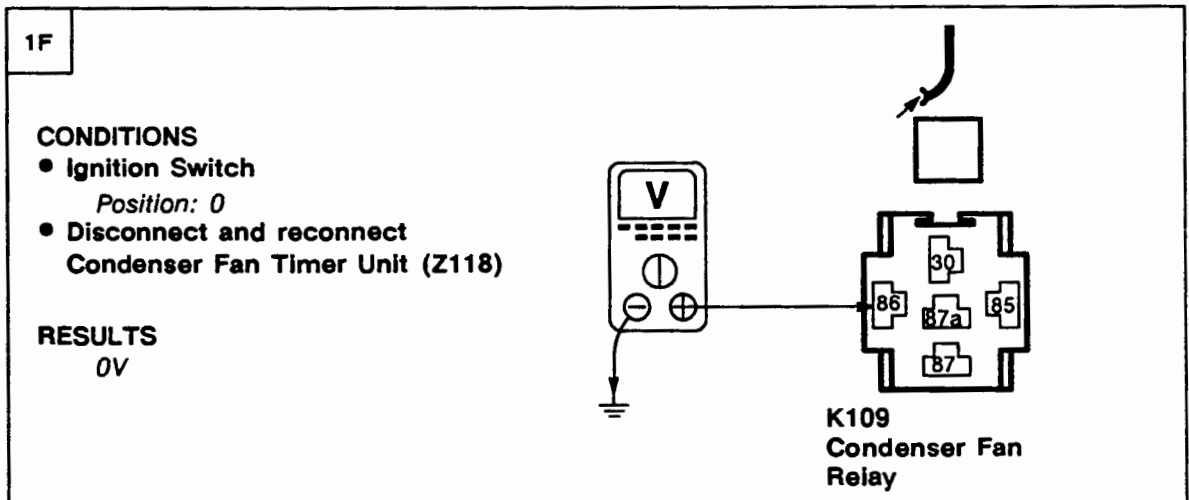 1F
CONDITIONS
● Ignition Switch
Position: 0
● Disconnect and reconnect
Condenser Fan Timer Unit (Z118)
RESULTS
0V
V
30
86
87a
85
87
K109
Condenser Fan
Relay